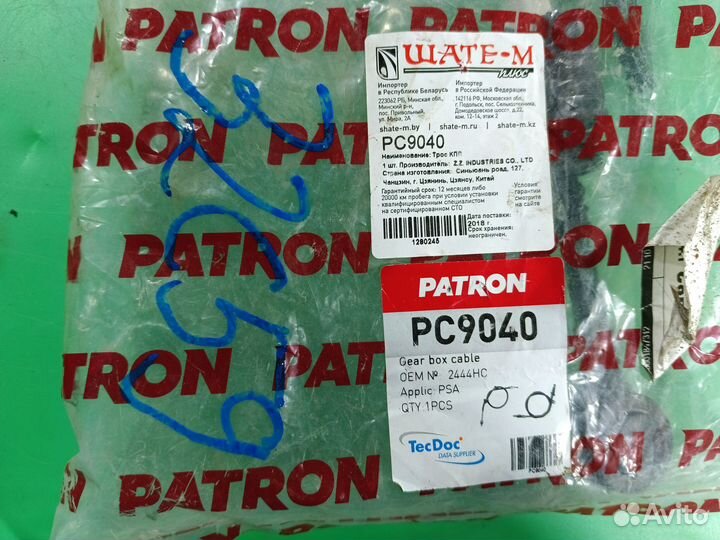 PATRON
PATRON
PATRON
PATRON
PATRON
PATRON
ШАТЕ-М
ПЛЮС
Импортер
в Республике Беларусь
223062 РБ, Минская обл.,
Минский р-н,
пос. Привольный,
ул. Мира, 2А
Импортер
в Российской Федерации
142116 РФ, Московская обл.,
г. Подольск, пос. Сельхозтехника,
Домодедовское шоссе, д.22,
ком. 12-14, этаж 2
shate-m.by | shate-m.ru | shate-m.kz
PC9040
Наименование: Трос КПП
1 шт. Производитель: Z.Z. INDUSTRIES CO., LTD
Страна изготовления: Синьюань роад, 127,
Чанцзин, г. Цзянинь, Цзянсу, Китай
Гарантийный срок: 12 месяцев либо
20000 км пробега при условии установки
квалифицированным специалистом
на сертифицированном СТО
Условия
гарантии
смотрите
на сайте
1280245
Дата поставки:
2018 г.
Срок хранения:
неограничен.
PATRON
PC9040
Gear box cable
OEM № 2444HC
Applic. PSA
QTY. 1PCS
TecDoc
DATA SUPPLIER
PC9040
Avito